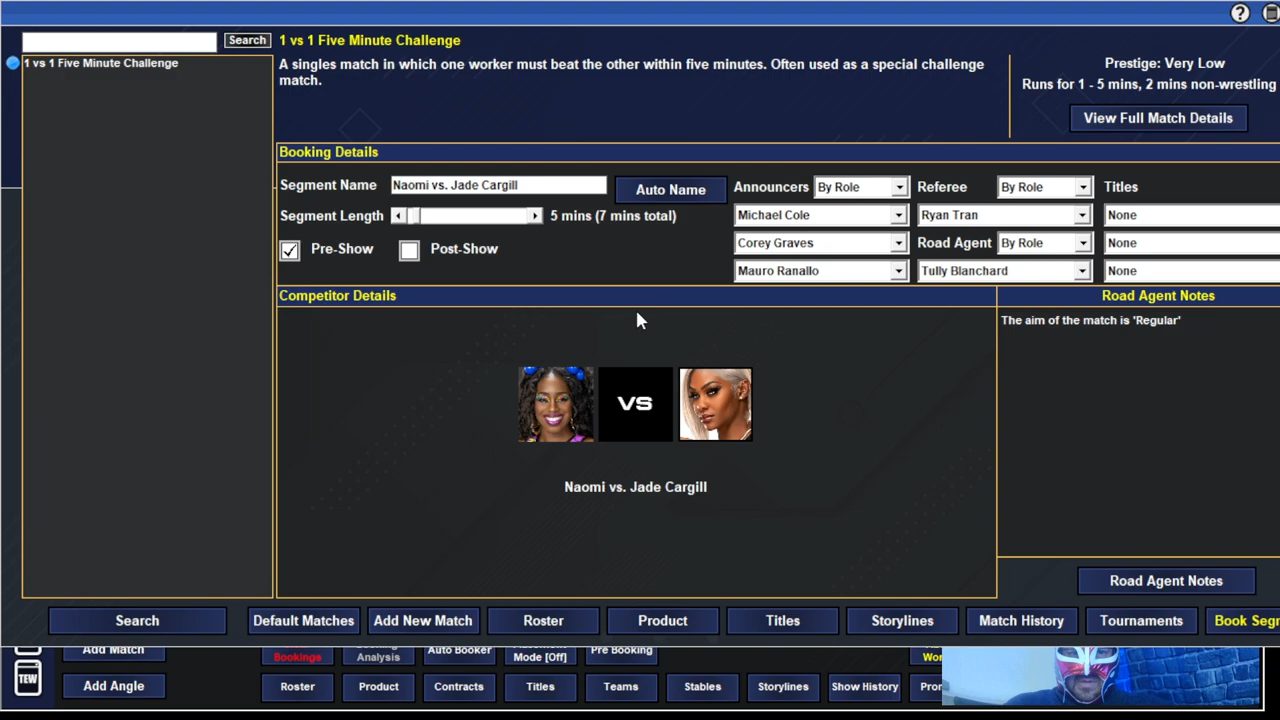 ?
Search
1 vs 1 Five Minute Challenge
1 vs 1 Five Minute Challenge
A singles match in which one worker must beat the other within five minutes. Often used as a special challenge
match.
Prestige: Very Low
Runs for 1 - 5 mins, 2 mins non-wrestling
View Full Match Details
Booking Details
Segment Name
Naomi vs. Jade Cargill
Auto Name
Announcers
By Role
Referee
By Role
Titles
Segment Length
5 mins (7 mins total)
Michael Cole
Ryan Tran
None
Pre-Show
Post-Show
Corey Graves
Road Agent
By Role
None
Mauro Ranallo
Tully Blanchard
None
Competitor Details
Road Agent Notes
The aim of the match is 'Regular'
VS
Naomi vs. Jade Cargill
Road Agent Notes
Search
Default Matches
Add New Match
Roster
Product
Titles
Storylines
Match History
Tournaments
Book Seg
TEW
Add Match
Bookings
Analysis
Auto Booker
Mode [Off]
Pre Booking
Add Angle
Roster
Product
Contracts
Titles
Teams
Stables
Storylines
Show History